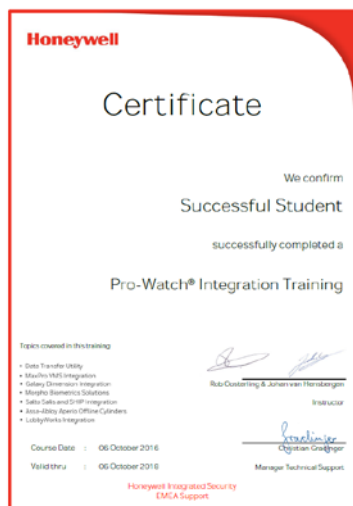 Honeywell
Certificate
We confirm
Successful Student
successfully completed a
Pro-Watch® Integration Training
Topics covered in this training:
• Data Transfer Utility
• MaxPro VMS Integration
• Galaxy Dimension Integration
• Morpho Biometrics Solutions
• Salto Sallis and SHIP integration
• Assa-Abloy Aperio Offline Cylinders
• LobbyWorks Integration
Rob Oosterling & Johan van Hensbergen
Instructor
Course Date : 06 October 2016
Christian Gradinger
Valid thru : 06 October 2018
Manager Technical Support
Honeywell Integrated Security
EMEA Support